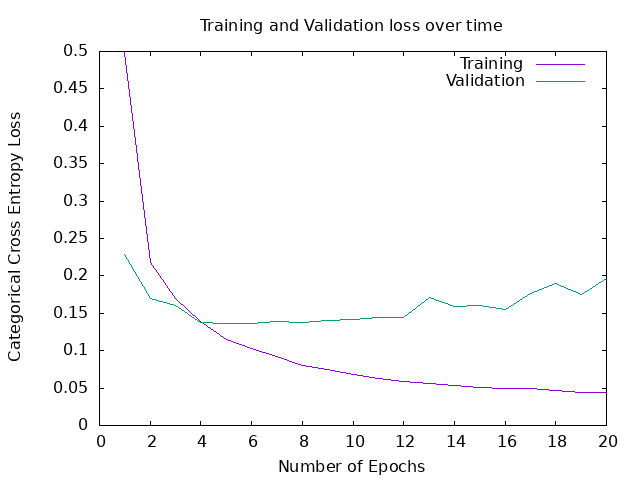 Training and Validation loss over time
Training
Validation
Categorical Cross Entropy Loss
0.5
0.45
0.4
0.35
0.3
0.25
0.2
0.15
0.1
0.05
0
0 2 4 6 8 10 12 14 16 18 20
Number of Epochs